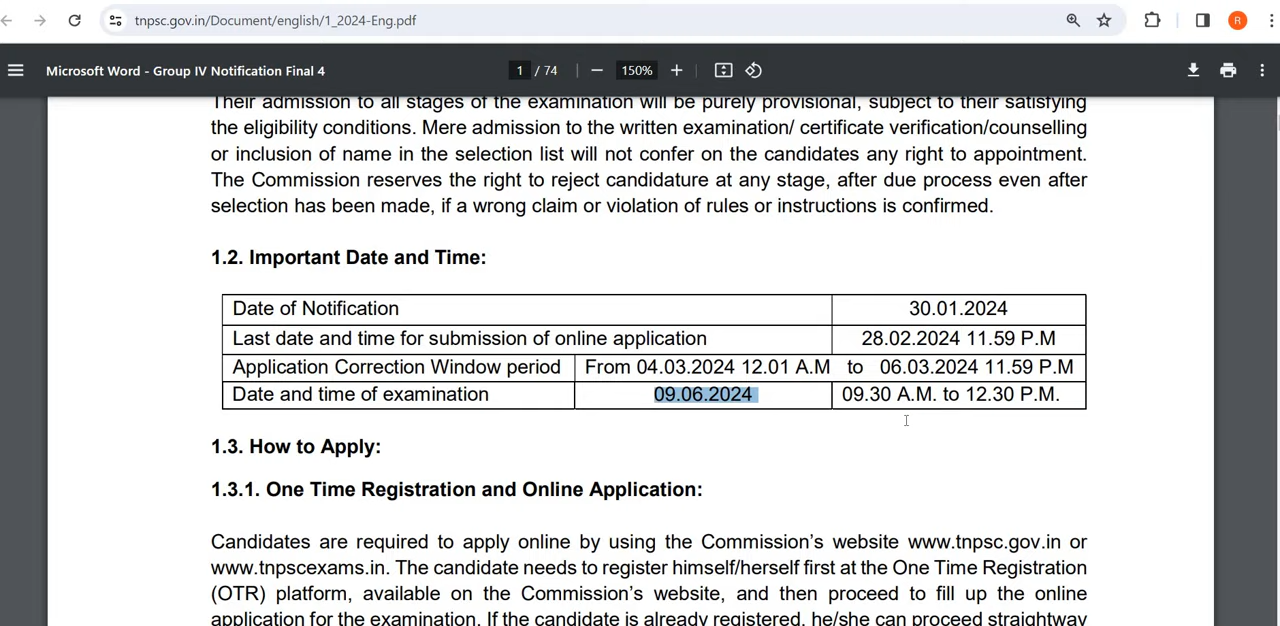 tnpsc.gov.in/Document/english/1_2024-Eng.pdf
R
Microsoft Word - Group IV Notification Final 4
1 / 74
150%
Their admission to all stages of the examination will be purely provisional, subject to their satisfying
the eligibility conditions. Mere admission to the written examination/ certificate verification/counselling
or inclusion of name in the selection list will not confer on the candidates any right to appointment.
The Commission reserves the right to reject candidature at any stage, after due process even after
selection has been made, if a wrong claim or violation of rules or instructions is confirmed.
1.2. Important Date and Time:
Date of Notification 30.01.2024
Last date and time for submission of online application 28.02.2024 11.59 P.M
Application Correction Window period From 04.03.2024 12.01 A.M to 06.03.2024 11.59 P.M
Date and time of examination 09.06.2024 09.30 A.M. to 12.30 P.M.
1.3. How to Apply:
1.3.1. One Time Registration and Online Application:
Candidates are required to apply online by using the Commission's website www.tnpsc.gov.in or
www.tnpscexams.in. The candidate needs to register himself/herself first at the One Time Registration
(OTR) platform, available on the Commission's website, and then proceed to fill up the online
application for the examination. If the candidate is already registered, he/she can proceed straightway